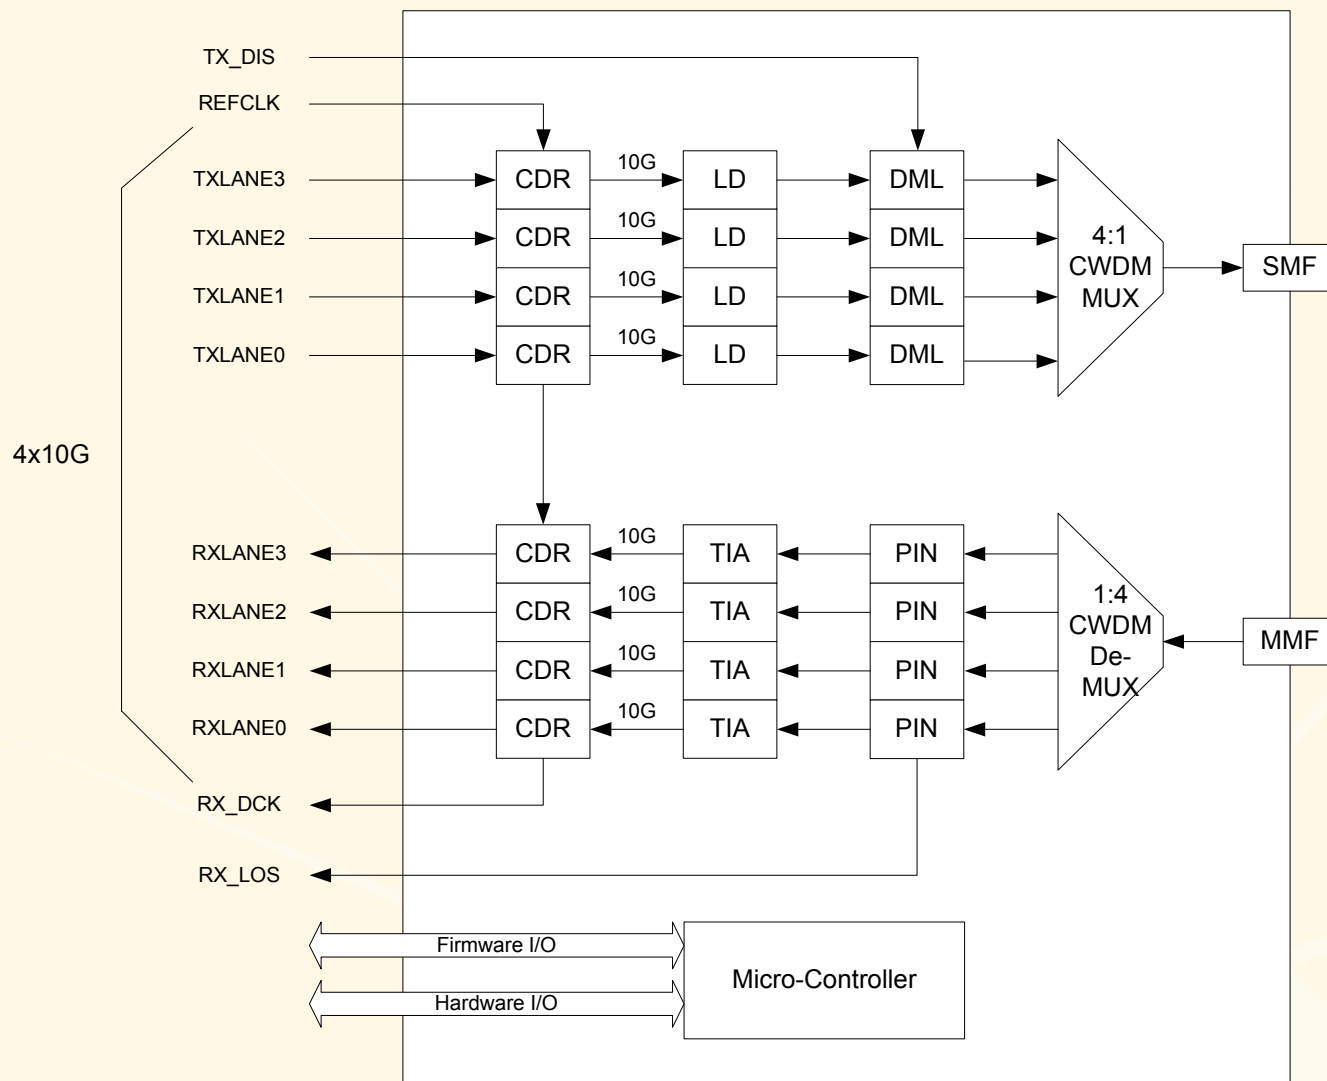 TX_DIS
REFCLK
TXLANE3
CDR
10G
LD
DML
TXLANE2
CDR
10G
LD
DML
TXLANE1
CDR
10G
LD
DML
TXLANE0
CDR
10G
LD
DML
4:1
CWDM
MUX
SMF
4x10G
RXLANE3
CDR
10G
TIA
PIN
RXLANE2
CDR
10G
TIA
PIN
RXLANE1
CDR
10G
TIA
PIN
RXLANE0
CDR
10G
TIA
PIN
1:4
CWDM
De-
MUX
MMF
RX_DCK
RX_LOS
Firmware I/O
Hardware I/O
Micro-Controller